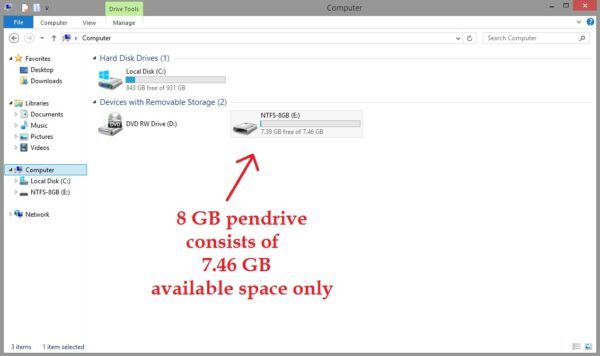 Drive Tools
Computer
File
Computer
View
Manage
Computer
Search Computer
Favorites
Desktop
Downloads
Libraries
Documents
Music
Pictures
Videos
Computer
Local Disk (C:)
NTFS-8GB (E:)
Network
Hard Disk Drives (1)
Local Disk (C:)
843 GB free of 931 GB
Devices with Removable Storage (2)
DVD RW Drive (D:)
DVD
NTFS-8GB (E:)
7.39 GB free of 7.46 GB
8 GB pendrive
consists of
7.46 GB
available space only
3 items
1 item selected